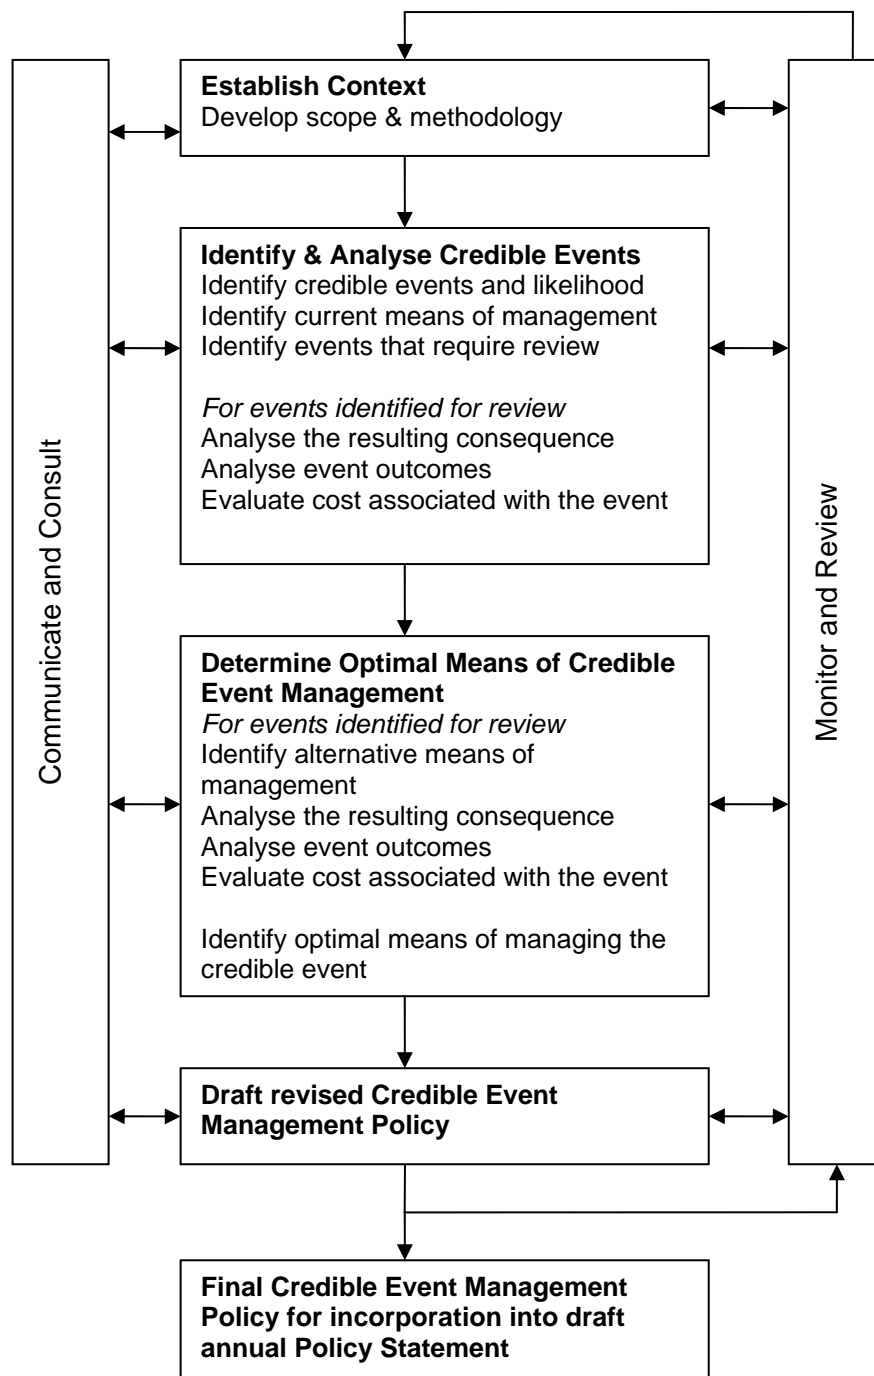 Establish Context
Develop scope & methodology
Identify & Analyse Credible Events
Identify credible events and likelihood
Identify current means of management
Identify events that require review
For events identified for review
Analyse the resulting consequence
Analyse event outcomes
Evaluate cost associated with the event
Communicate and Consult
Monitor and Review
Determine Optimal Means of Credible
Event Management
For events identified for review
Identify alternative means of
management
Analyse the resulting consequence
Analyse event outcomes
Evaluate cost associated with the event
Identify optimal means of managing the
credible event
Draft revised Credible Event
Management Policy
Final Credible Event Management
Policy for incorporation into draft
annual Policy Statement